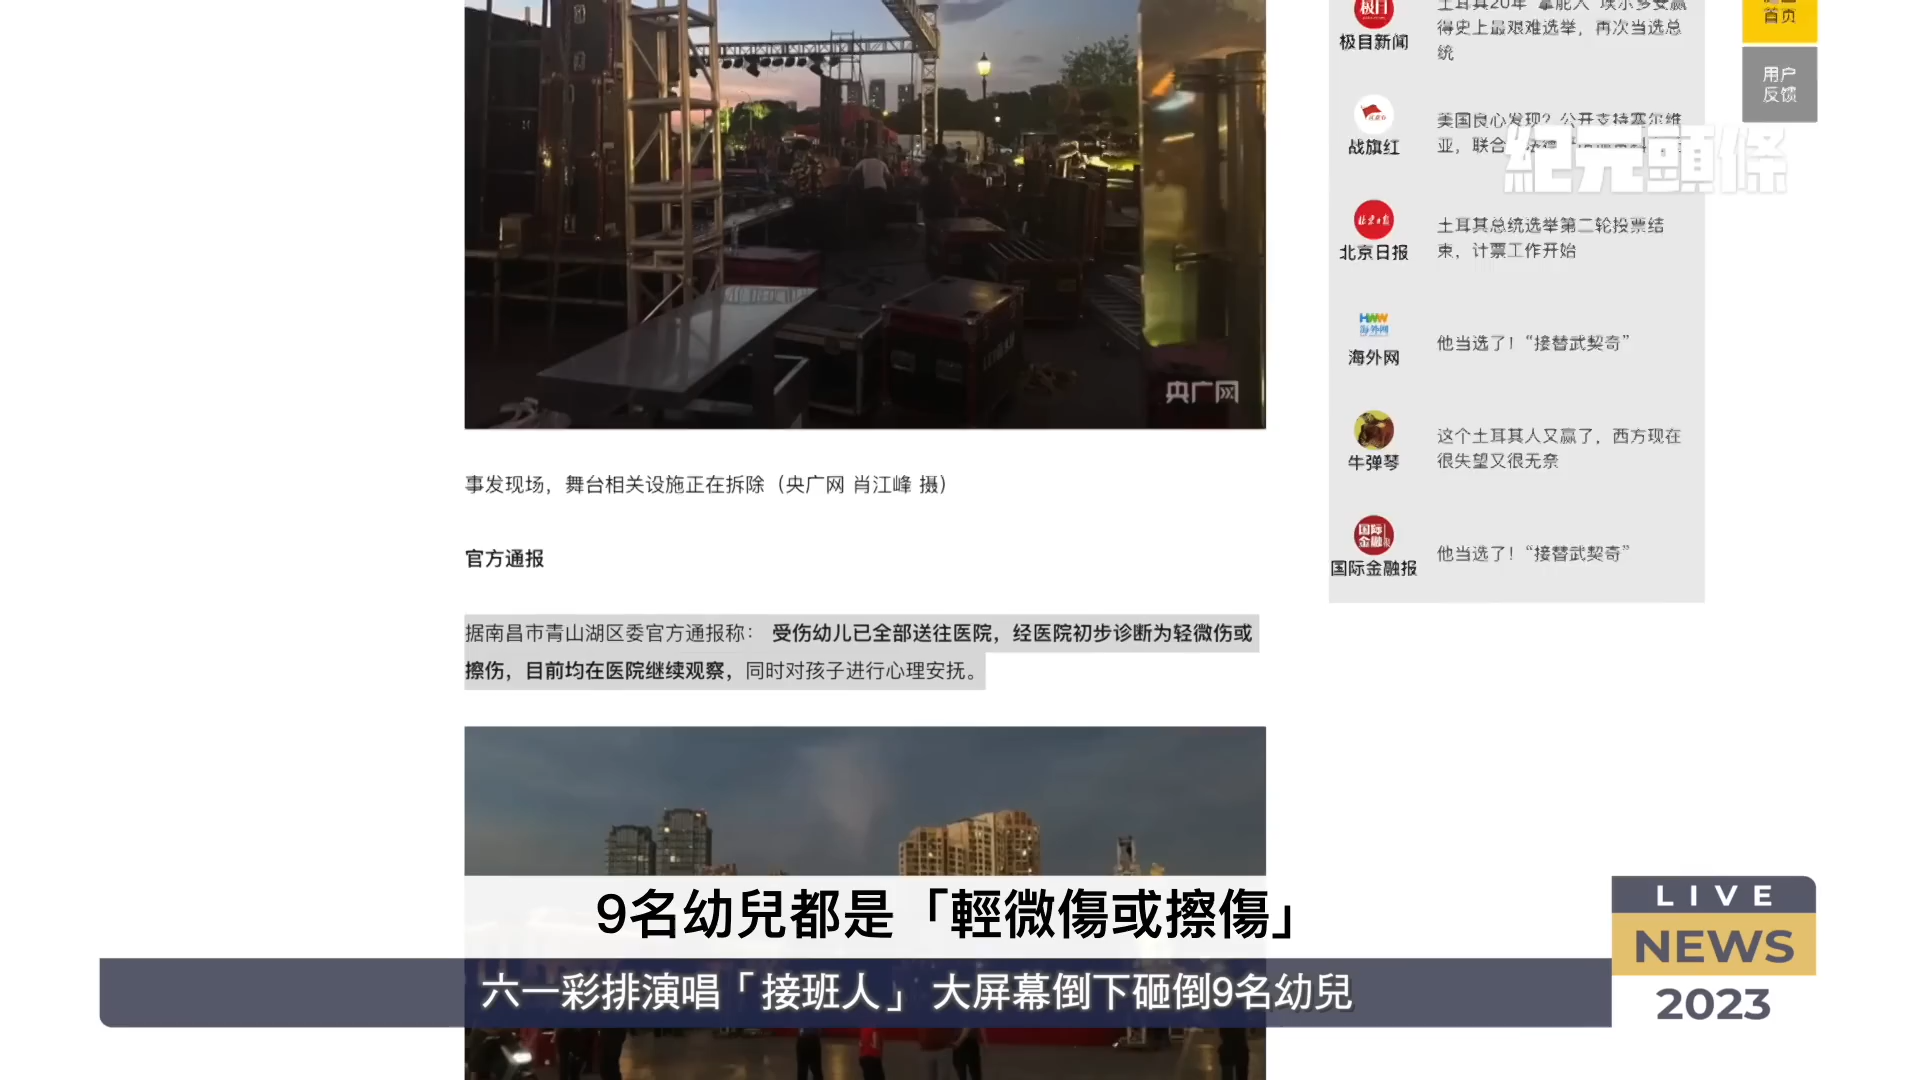 央广网
事发现场，舞台相关设施正在拆除（央广网 肖江峰 摄）
官方通报
据南昌市青山湖区委官方通报称： 受伤幼儿已全部送往医院，经医院初步诊断为轻微伤或
擦伤，目前均在医院继续观察，同时对孩子进行心理安抚。
极目新闻
得史上最艰难选举，再次当选总
统
战旗红
美国良心发现？公开支持塞尔维
亚，联合
北京日报
土耳其总统选举第二轮投票结
束，计票工作开始
海外网
他当选了！“接替武契奇”
牛弹琴
这个土耳其人又赢了，西方现在
很失望又很无奈
国际金融报
他当选了！“接替武契奇”
首页
用户
反馈
紀元頭條
9名幼兒都是「輕微傷或擦傷」
六一彩排演唱「接班人」 大屏幕倒下砸倒9名幼兒
LIVE
NEWS
2023